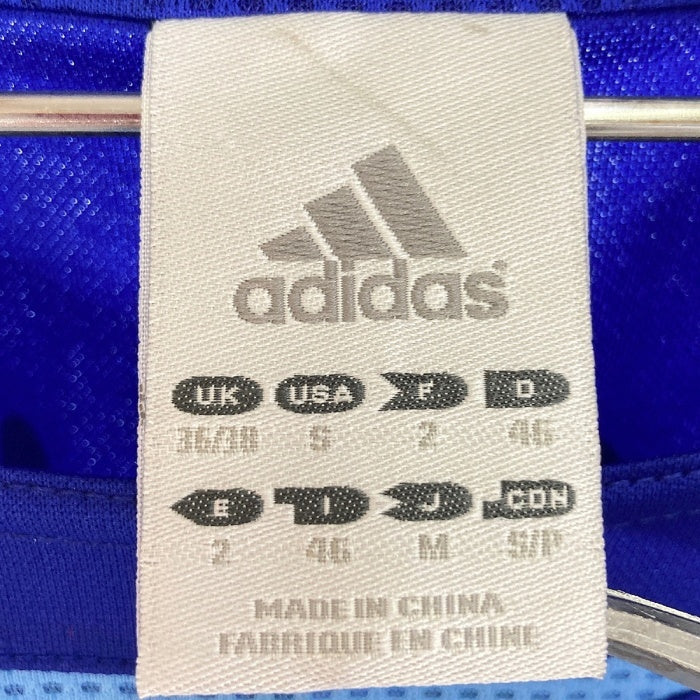 adidas
UK USA F D
36/38 S 2 46
E I J CDN
2 46 M S/P
MADE IN CHINA
FABRIQUE EN CHINE